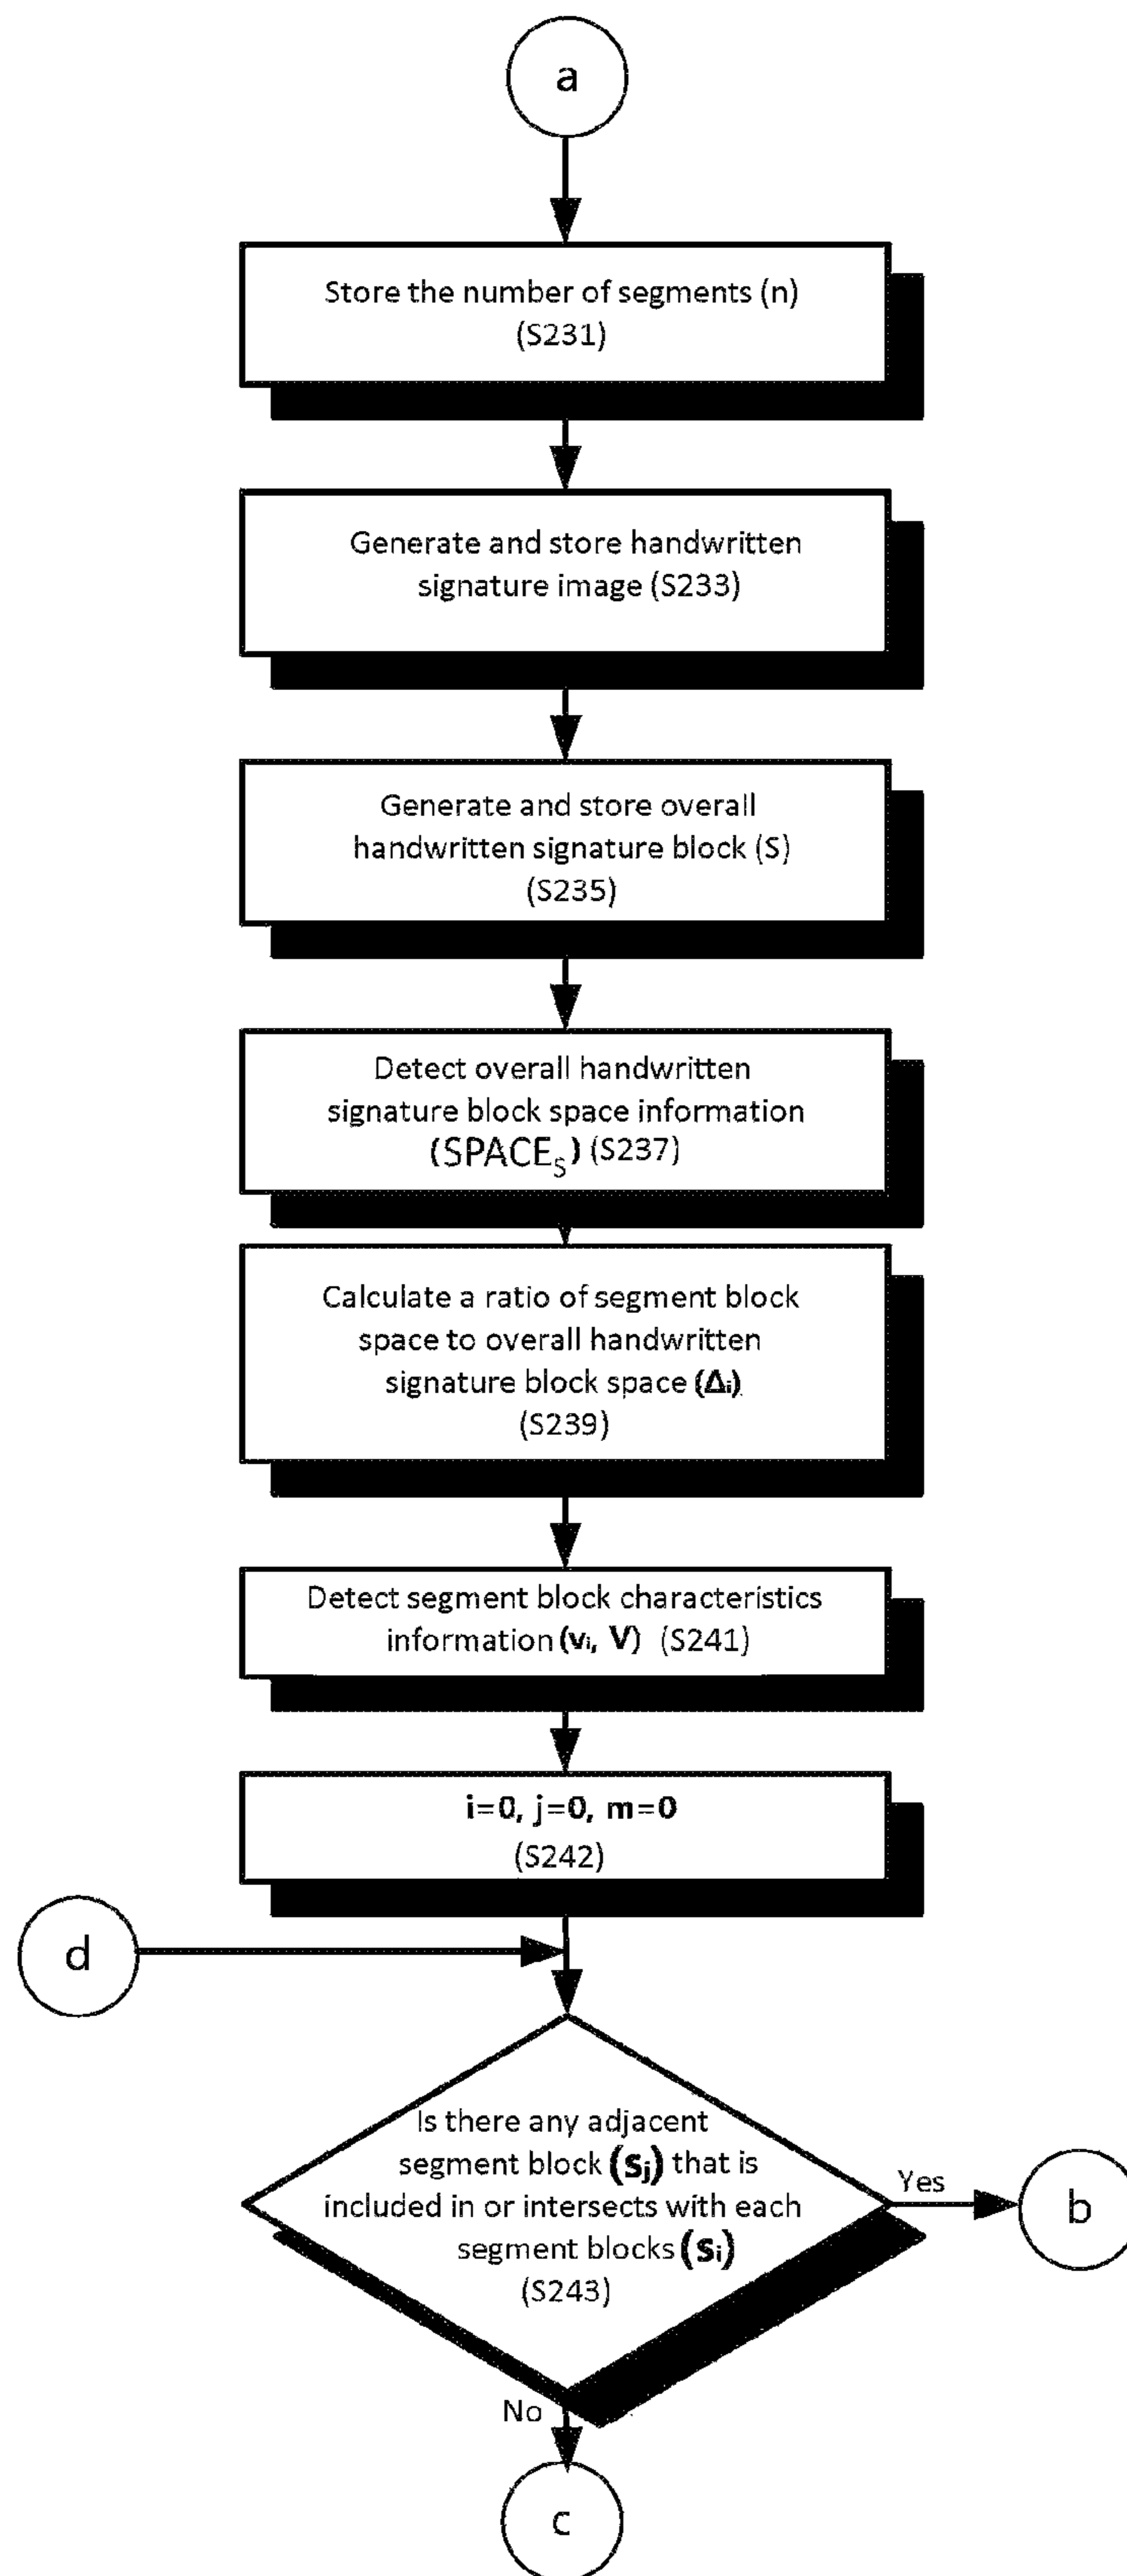 a
Store the number of segments (n)
(S231)
Generate and store handwritten
signature image (S233)
Generate and store overall
handwritten signature block (S)
(S235)
Detect overall handwritten
signature block space information
(SPACE_S) (S237)
Calculate a ratio of segment block
space to overall handwritten
signature block space (Δᵢ)
(S239)
Detect segment block characteristics
information (vᵢ, V) (S241)
i=0, j=0, m=0
(S242)
d
Is there any adjacent
segment block (sⱼ) that is
included in or intersects with each
segment blocks (sᵢ)
(S243)
Yes
b
No
c